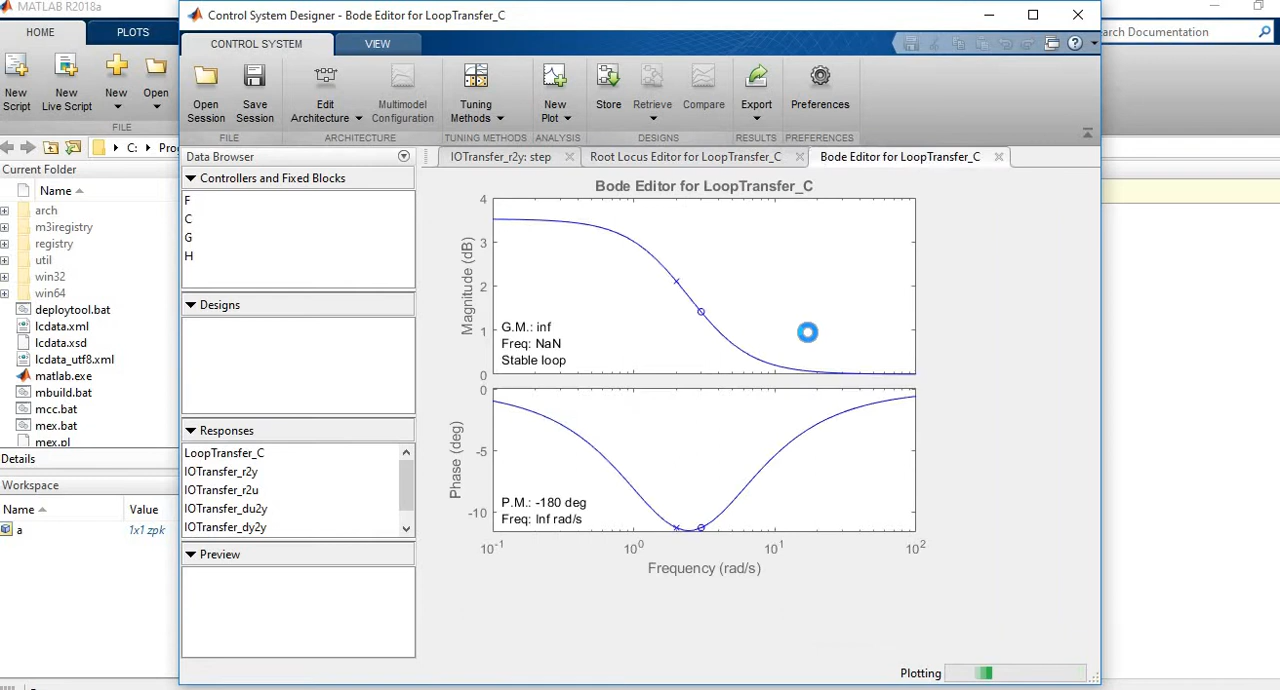 MATLAB R2018a
HOME
PLOTS
New Script
New Live Script
New
Open
FILE
arch Documentation
C:
Prog
Current Folder
Name
arch
m3iregistry
registry
util
win32
win64
deploytool.bat
lcdata.xml
lcdata.xsd
lcdata_utf8.xml
matlab.exe
mbuild.bat
mcc.bat
mex.bat
mex.pl
Details
Workspace
Name
Value
a
1x1 zpk
Control System Designer - Bode Editor for LoopTransfer_C
CONTROL SYSTEM
VIEW
Open Session
Save Session
Edit Architecture
Multimodel Configuration
Tuning Methods
New Plot
Store
Retrieve
Compare
Export
Preferences
FILE
ARCHITECTURE
TUNING METHODS
ANALYSIS
DESIGNS
RESULTS
PREFERENCES
Data Browser
Controllers and Fixed Blocks
F
C
G
H
Designs
Responses
LoopTransfer_C
IOTransfer_r2y
IOTransfer_r2u
IOTransfer_du2y
IOTransfer_dy2y
Preview
IOTransfer_r2y: step
Root Locus Editor for LoopTransfer_C
Bode Editor for LoopTransfer_C
Bode Editor for LoopTransfer_C
4
3
2
1
0
Magnitude (dB)
G.M.: inf
Freq: NaN
Stable loop
0
-5
-10
Phase (deg)
P.M.: -180 deg
Freq: Inf rad/s
10-1
100
101
102
Frequency (rad/s)
Plotting